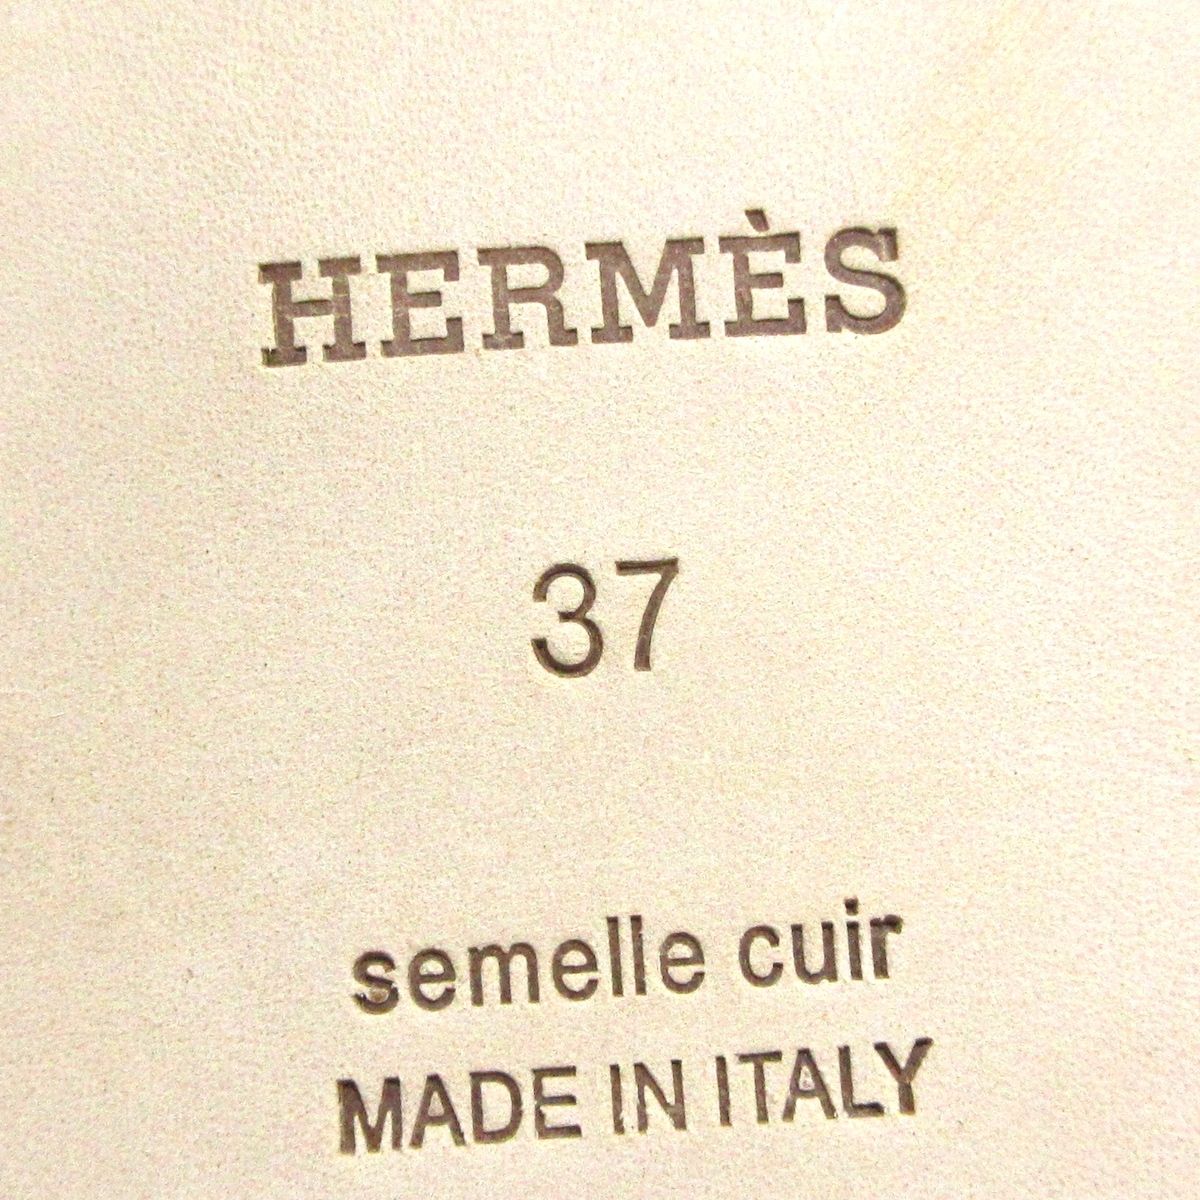 HERMÈS
37
semelle cuir
MADE IN ITALY